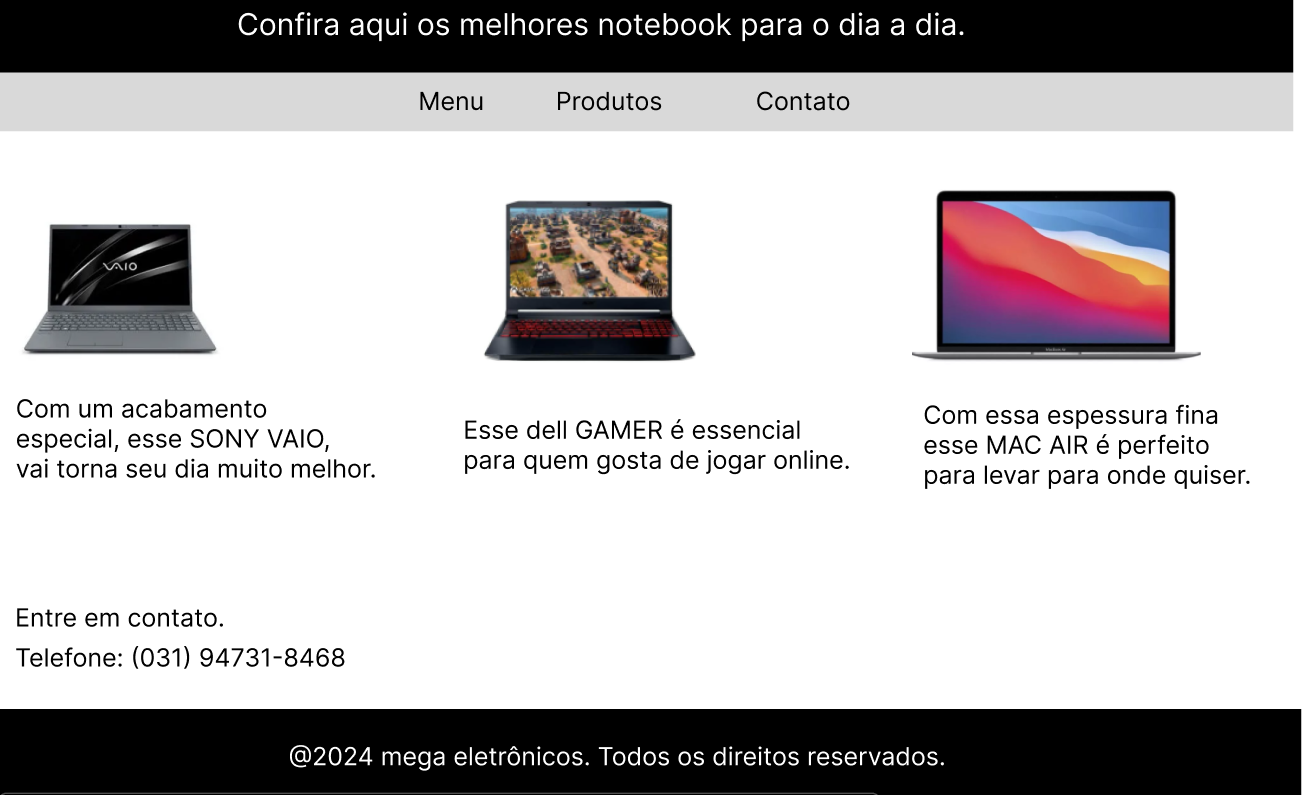 Confira aqui os melhores notebook para o dia a dia.
Menu Produtos Contato
VAIO
Com um acabamento
especial, esse SONY VAIO,
vai torna seu dia muito melhor.
Esse dell GAMER é essencial
para quem gosta de jogar online.
Com essa espessura fina
esse MAC AIR é perfeito
para levar para onde quiser.
Entre em contato.
Telefone: (031) 94731-8468
@2024 mega eletrônicos. Todos os direitos reservados.